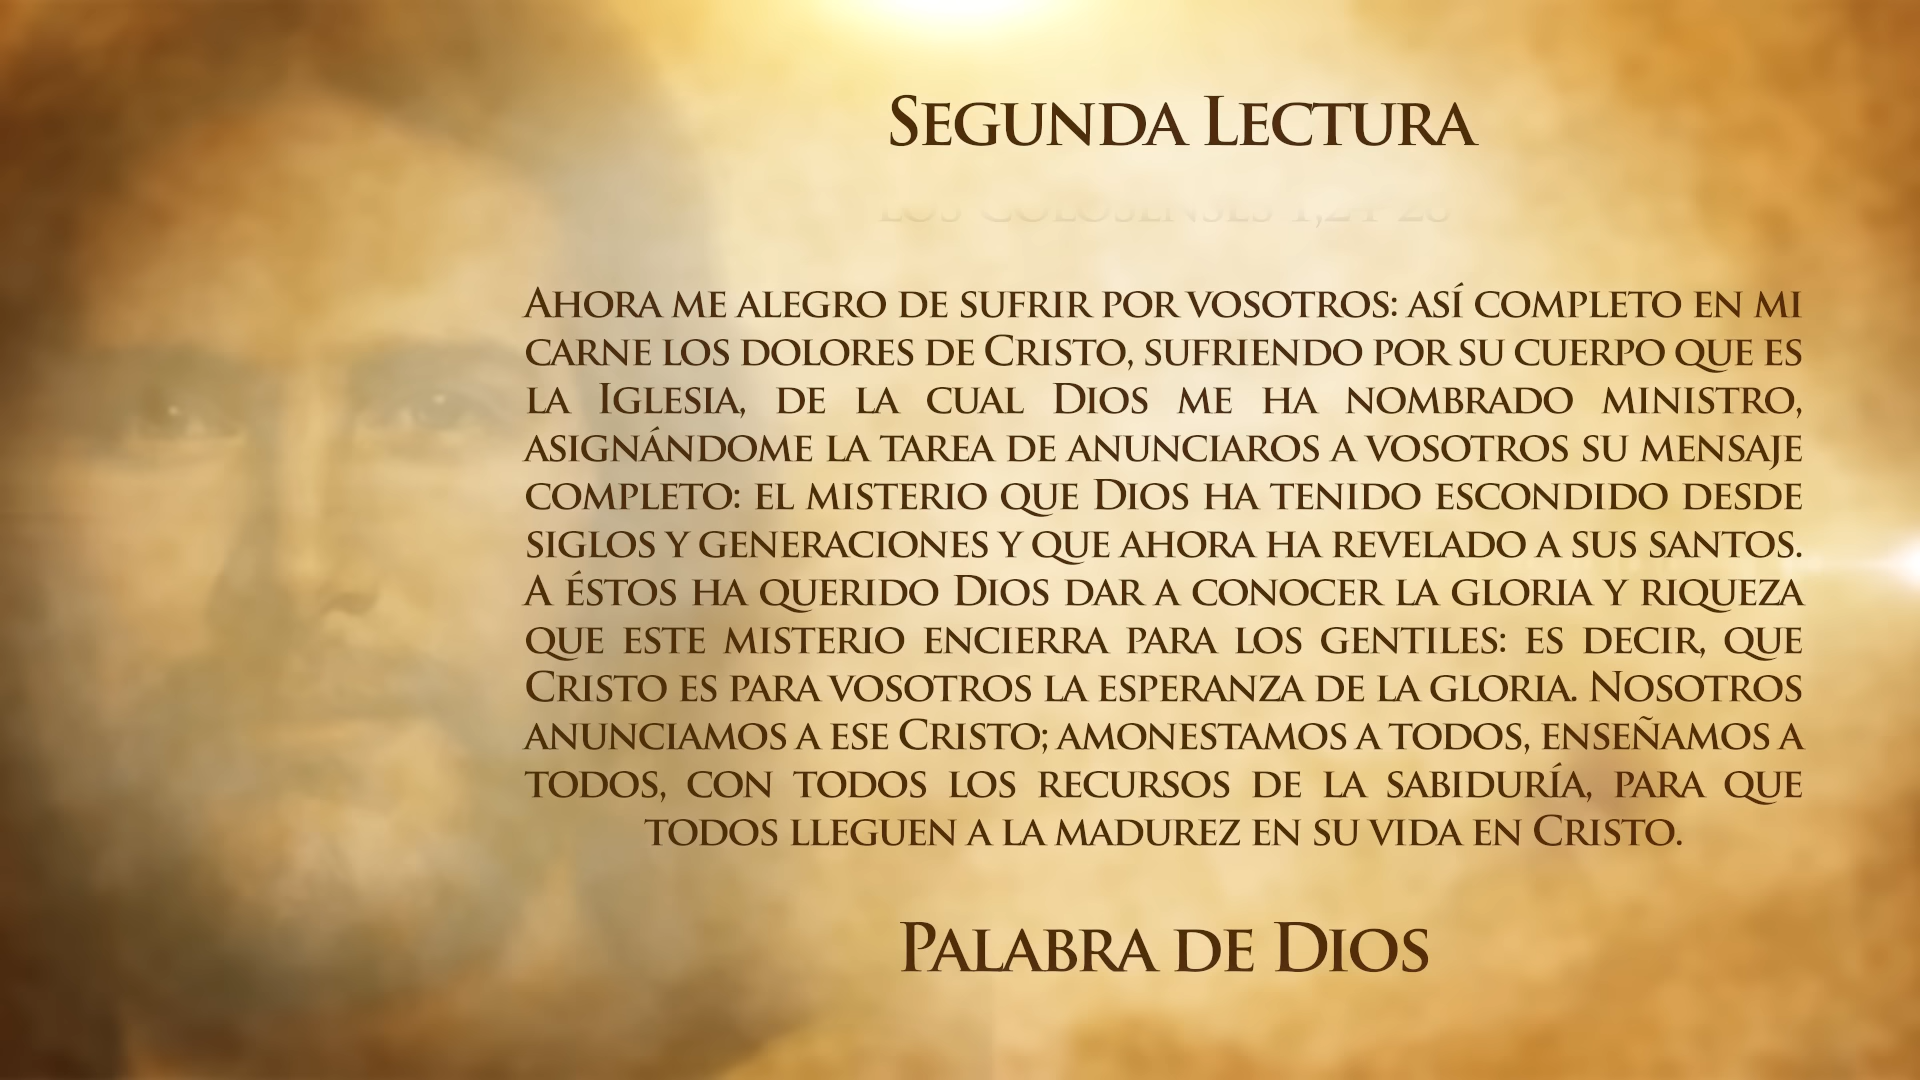 Segunda Lectura
los Colosenses 1,24-28
Ahora me alegro de sufrir por vosotros: así completo en mi
carne los dolores de Cristo, sufriendo por su cuerpo que es
la Iglesia, de la cual Dios me ha nombrado ministro,
asignándome la tarea de anunciaros a vosotros su mensaje
completo: el misterio que Dios ha tenido escondido desde
siglos y generaciones y que ahora ha revelado a sus santos.
A éstos ha querido Dios dar a conocer la gloria y riqueza
que este misterio encierra para los gentiles: es decir, que
Cristo es para vosotros la esperanza de la gloria. Nosotros
anunciamos a ese Cristo; amonestamos a todos, enseñamos a
todos, con todos los recursos de la sabiduría, para que
todos lleguen a la madurez en su vida en Cristo.
Palabra de Dios